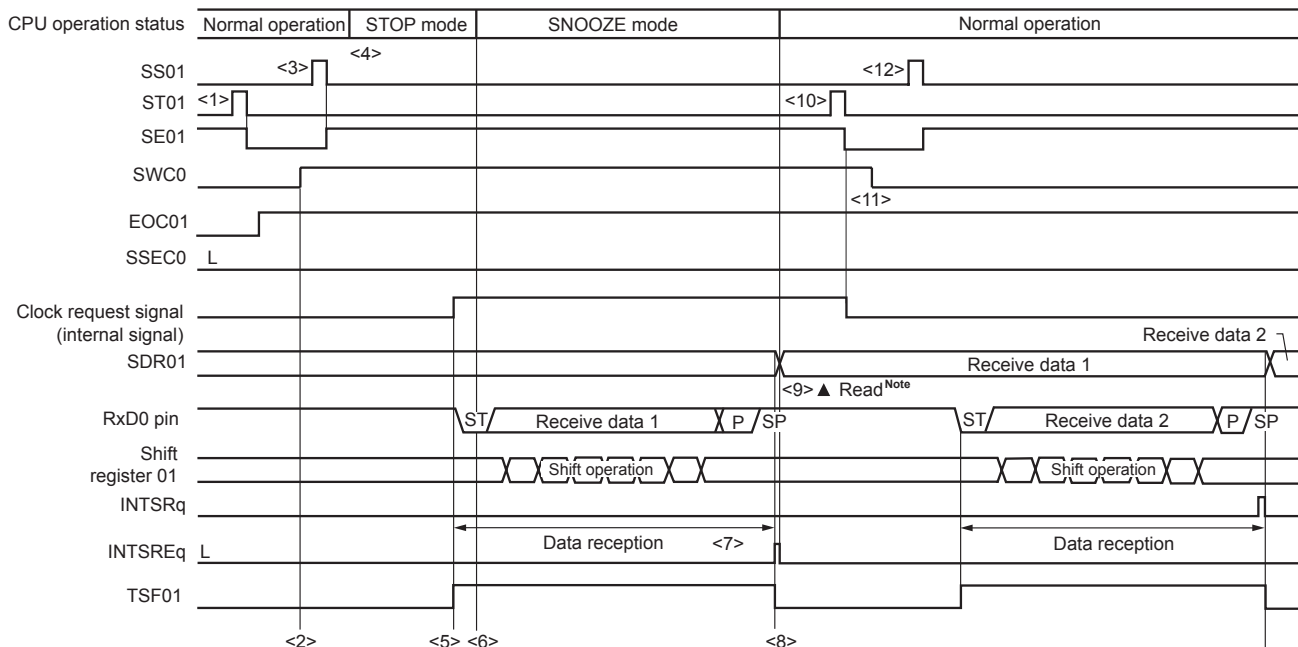 CPU operation status Normal operation STOP mode SNOOZE mode Normal operation
<4>
SS01 <3> <12>
ST01 <1> <10>
SE01
SWC0
<11>
EOC01
SSEC0 L
Clock request signal
(internal signal)
Receive data 2
SDR01 Receive data 1
<9> ▲ Read Note
RxD0 pin ST Receive data 1 P SP ST Receive data 2 P SP
Shift
register 01 Shift operation Shift operation
INTSRq
Data reception <7> Data reception
INTSREq L
TSF01
<2> <5> <6> <8>